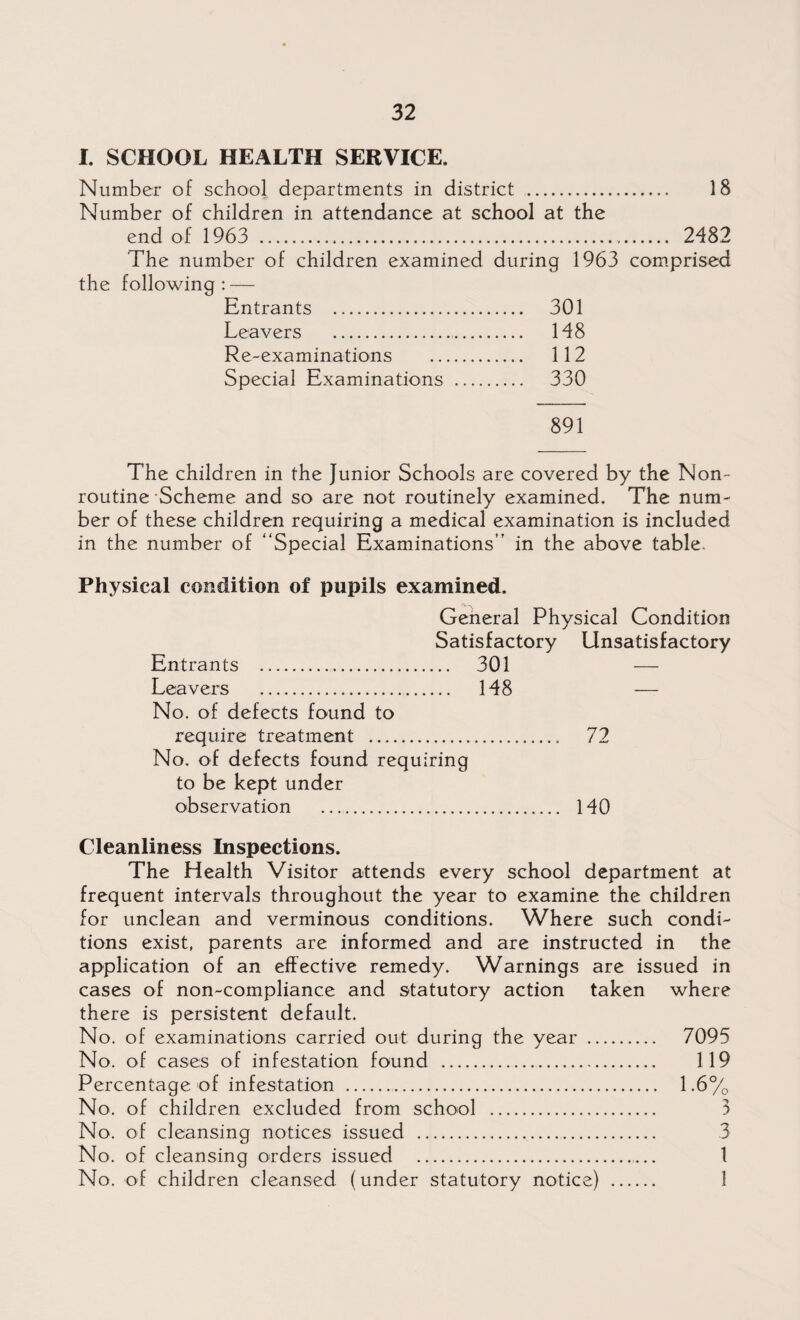 32
I. SCHOOL HEALTH SERVICE.
Number of school departments in district .................... 18
Number of children in attendance at school at the
end of 1963 .......................................................... 2482
The number of children examined during 1963 comprised
the following : —
Entrants ........................... 301
Leavers ........................... 148
Re-examinations ............. 112
Special Examinations ......... 330
891
The children in the Junior Schools are covered by the Non-
routine Scheme and so are not routinely examined. The num-
ber of these children requiring a medical examination is included
in the number of "Special Examinations" in the above table.
Physical condition of pupils examined.
General Physical Condition
Satisfactory Unsatisfactory
Entrants ........................... 301 —
Leavers ........................... 148 —
No. of defects found to
require treatment ........................... 72
No. of defects found requiring
to be kept under
observation .................................. 140
Cleanliness Inspections.
The Health Visitor attends every school department at
frequent intervals throughout the year to examine the children
for unclean and verminous conditions. Where such condi-
tions exist, parents are informed and are instructed in the
application of an effective remedy. Warnings are issued in
cases of non-compliance and statutory action taken where
there is persistent default.
No. of examinations carried out during the year .......... 7095
No. of cases of infestation found .............................. 119
Percentage of infestation ............................................ 1.6%
No. of children excluded from school ........................ 3
No. of cleansing notices issued .................................. 3
No. of cleansing orders issued .................................. 1
No. of children cleansed (under statutory notice) ...... 1